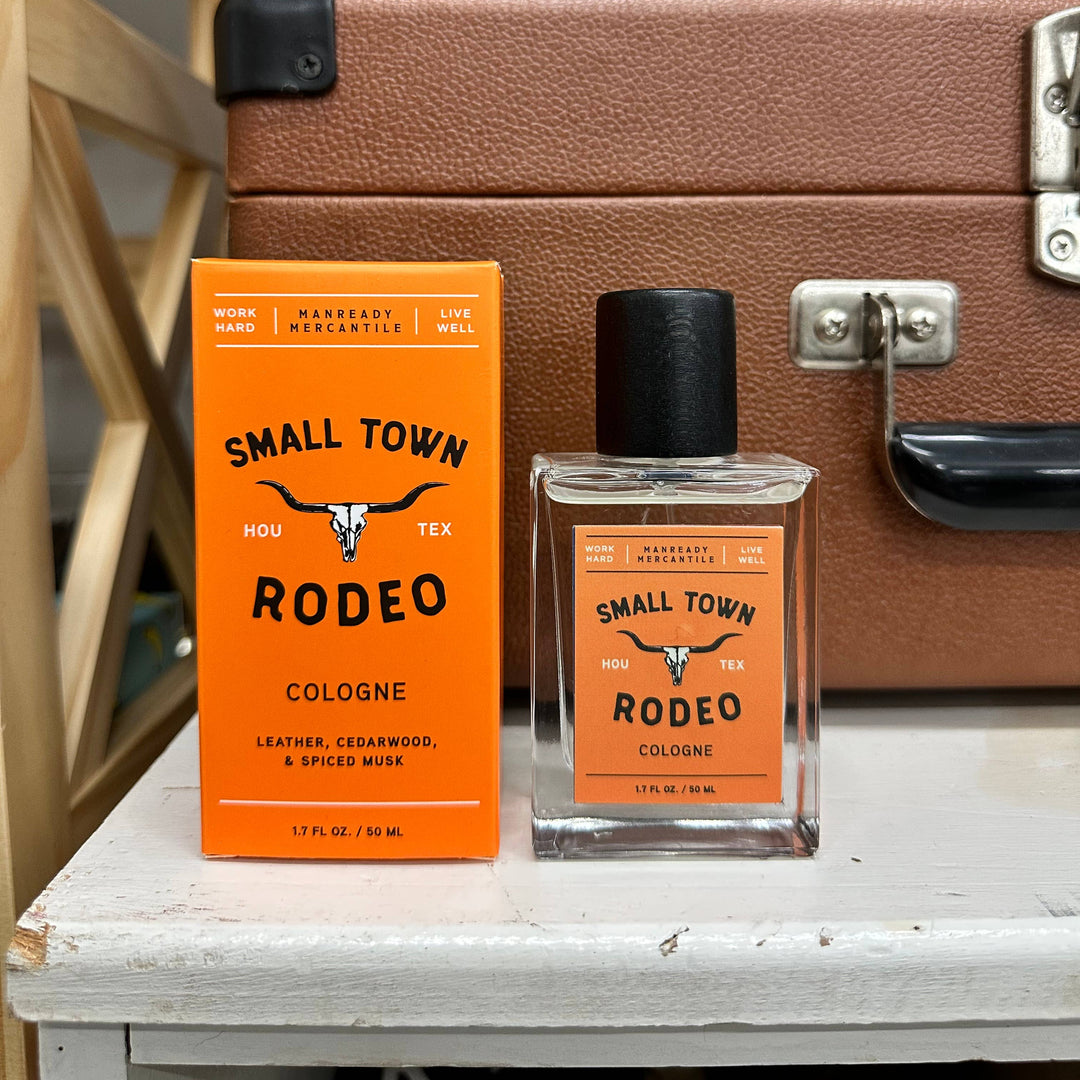 WORK HARD | MANREADY MERCANTILE | LIVE WELL
SMALL TOWN
HOU TEX
RODEO
COLOGNE
LEATHER, CEDARWOOD,
& SPICED MUSK
1.7 FL OZ. / 50 ML
WORK HARD | MANREADY MERCANTILE | LIVE WELL
SMALL TOWN
HOU TEX
RODEO
COLOGNE
1.7 FL OZ. / 50 ML